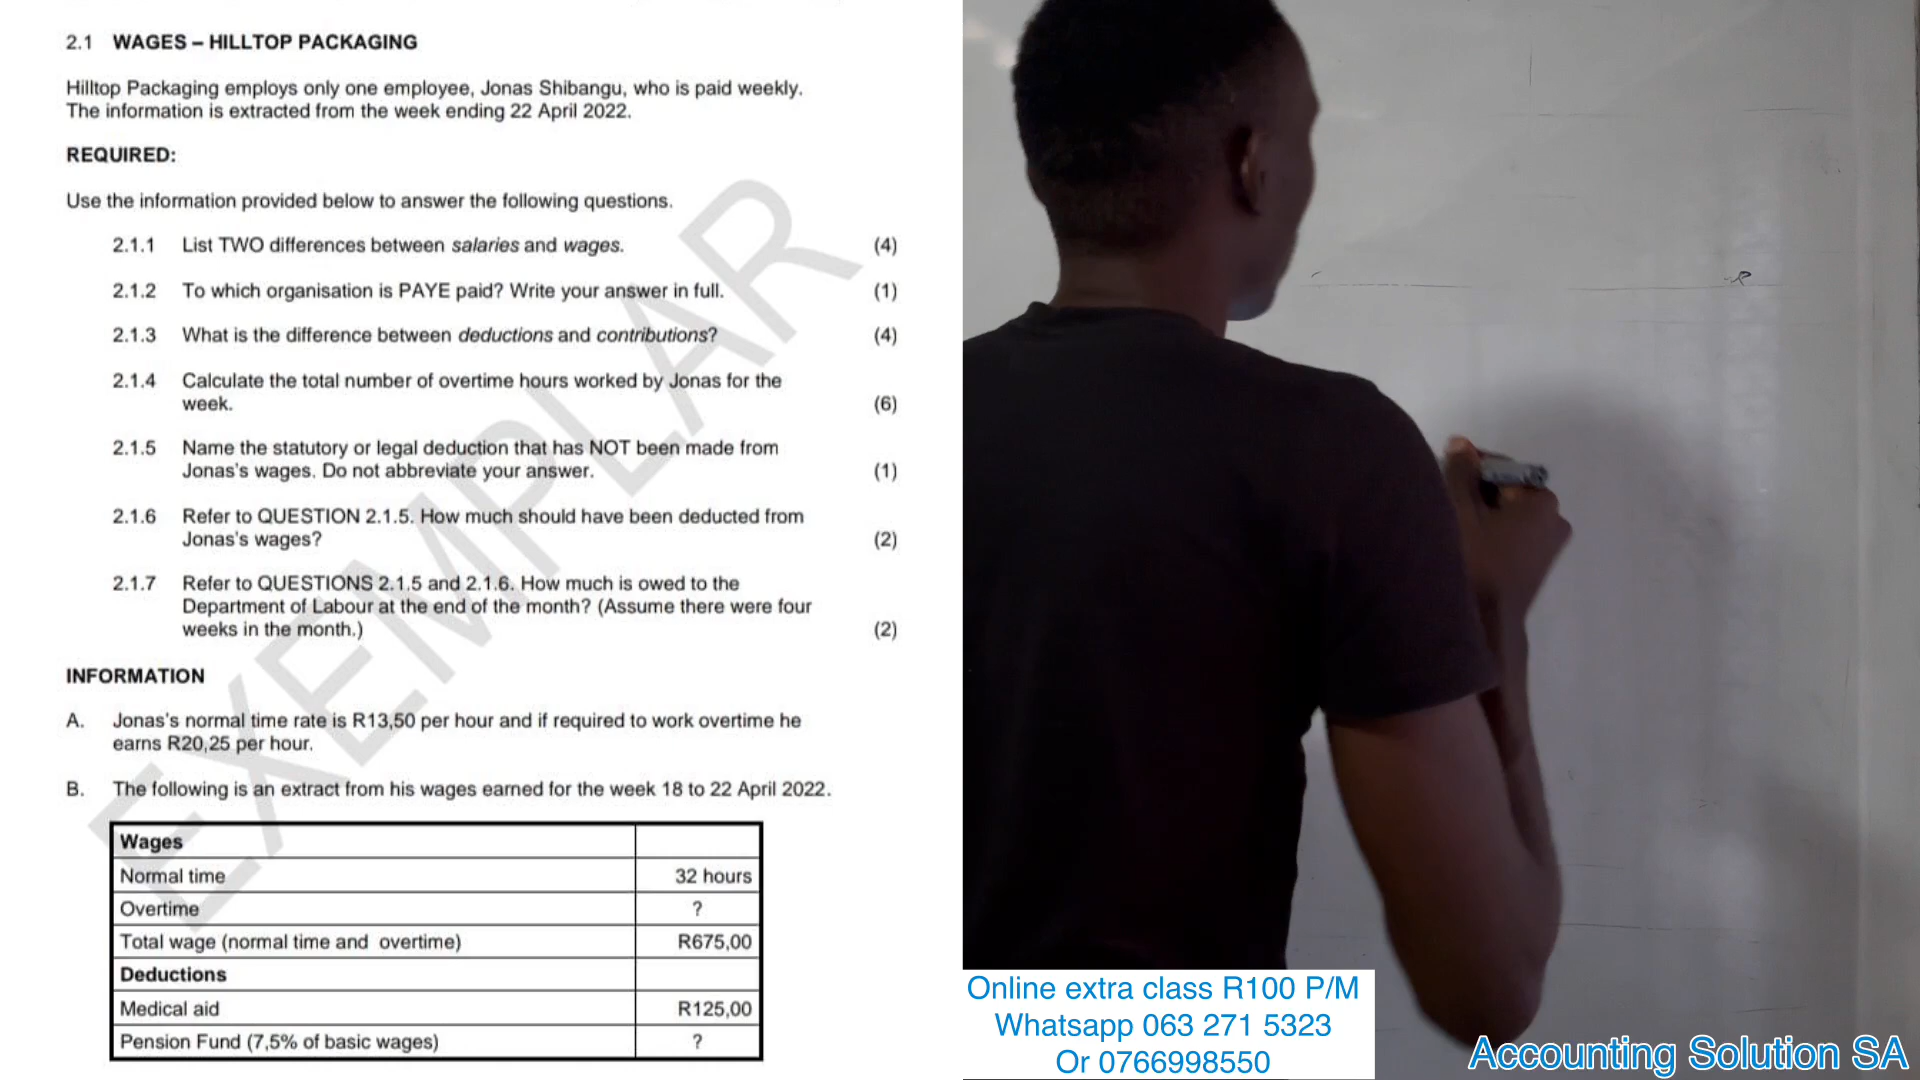 2.1 WAGES – HILLTOP PACKAGING
Hilltop Packaging employs only one employee, Jonas Shibangu, who is paid weekly.
The information is extracted from the week ending 22 April 2022.
REQUIRED:
Use the information provided below to answer the following questions.
2.1.1 List TWO differences between salaries and wages. (4)
2.1.2 To which organisation is PAYE paid? Write your answer in full. (1)
2.1.3 What is the difference between deductions and contributions? (4)
2.1.4 Calculate the total number of overtime hours worked by Jonas for the
week. (6)
2.1.5 Name the statutory or legal deduction that has NOT been made from
Jonas's wages. Do not abbreviate your answer. (1)
2.1.6 Refer to QUESTION 2.1.5. How much should have been deducted from
Jonas's wages? (2)
2.1.7 Refer to QUESTIONS 2.1.5 and 2.1.6. How much is owed to the
Department of Labour at the end of the month? (Assume there were four
weeks in the month.) (2)
INFORMATION
A. Jonas's normal time rate is R13,50 per hour and if required to work overtime he
earns R20,25 per hour.
B. The following is an extract from his wages earned for the week 18 to 22 April 2022.
Wages
Normal time 32 hours
Overtime ?
Total wage (normal time and overtime) R675,00
Deductions
Medical aid R125,00
Pension Fund (7,5% of basic wages) ?
EXEMPLAR
Online extra class R100 P/M
Whatsapp 063 271 5323
Or 0766998550
Accounting Solution SA